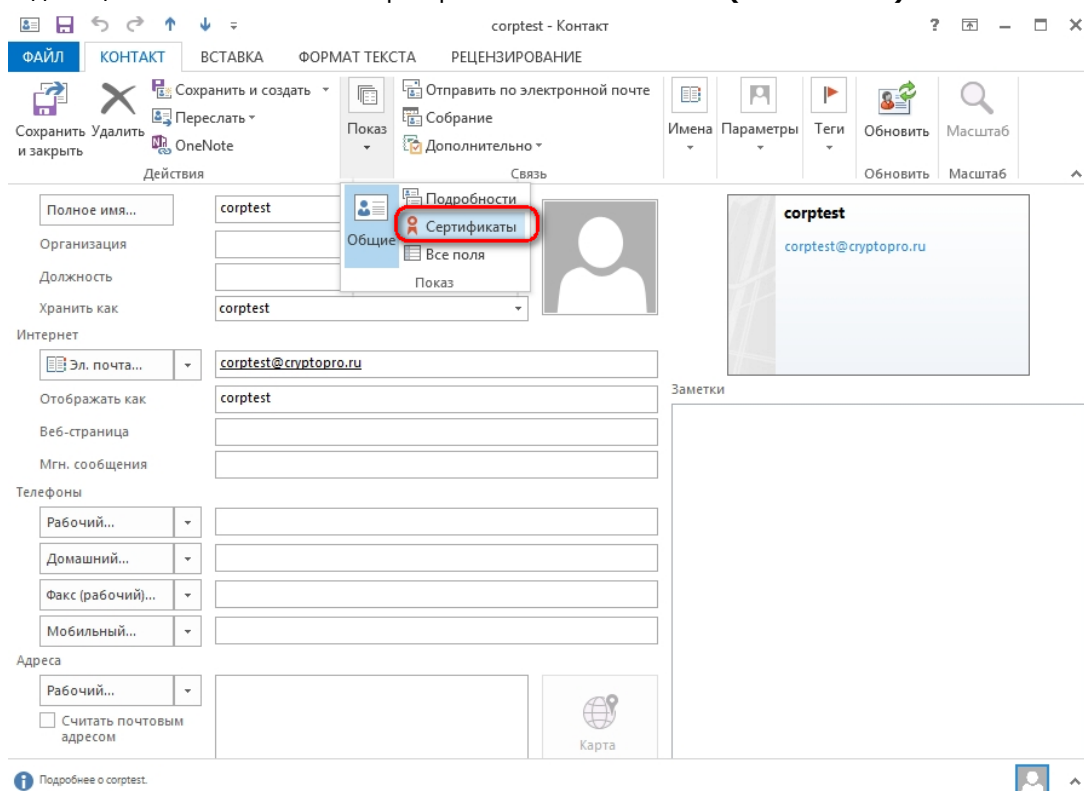 corptest - Контакт
ФАЙЛ КОНТАКТ ВСТАВКА ФОРМАТ ТЕКСТА РЕЦЕНЗИРОВАНИЕ
Сохранить и закрыть
Удалить
Сохранить и создать
Переслать
OneNote
Действия
Показ
Отправить по электронной почте
Собрание
Дополнительно
Связь
Имена
Параметры
Теги
Обновить
Обновить
Масштаб
Масштаб
Общие
Подробности
Сертификаты
Все поля
Показ
Полное имя... corptest
Организация
Должность
Хранить как corptest
Интернет
Эл. почта... corptest@cryptopro.ru
Отображать как corptest
Веб-страница
Мгн. сообщения
Телефоны
Рабочий...
Домашний...
Факс (рабочий)...
Мобильный...
Адреса
Рабочий...
Считать почтовым
адресом
Карта
corptest
corptest@cryptopro.ru
Заметки
Подробнее о corptest.